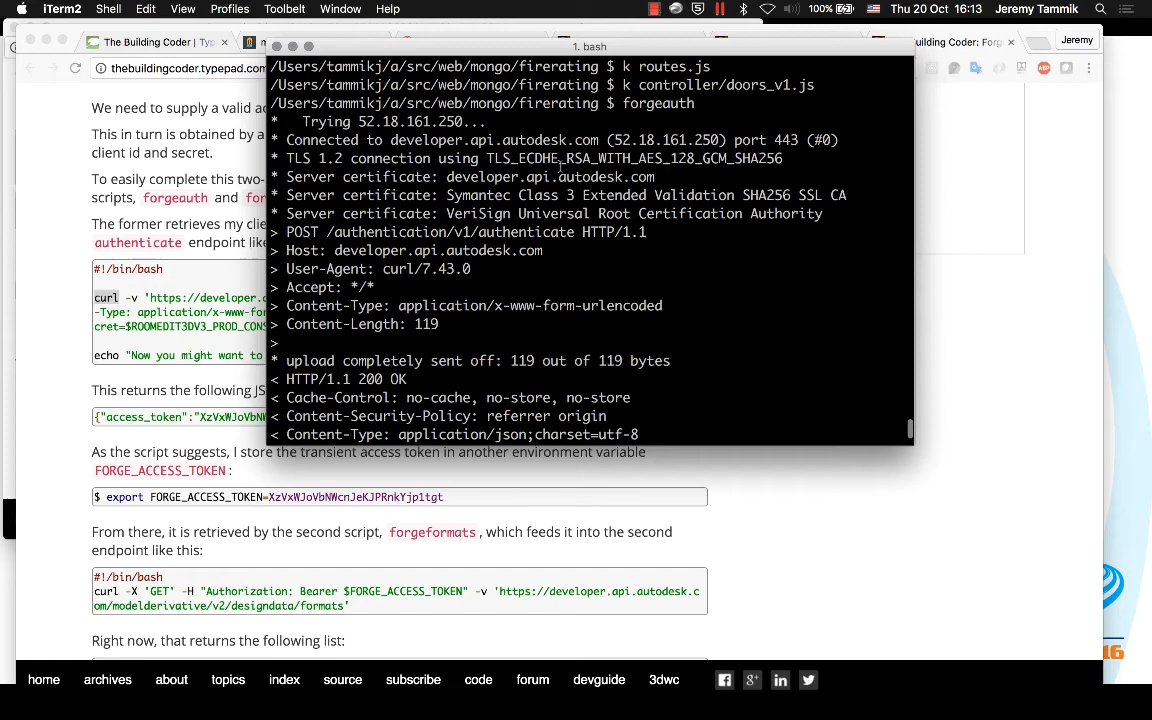 iTerm2 Shell Edit View Profiles Toolbelt Window Help 100% Thu 20 Oct 16:13 Jeremy Tammik
The Building Coder | Typ × Building Coder: Forg × Jeremy
thebuildingcoder.typepad.com
1. bash
/Users/tammikj/a/src/web/mongo/firerating $ k routes.js
/Users/tammikj/a/src/web/mongo/firerating $ k controller/doors_v1.js
/Users/tammikj/a/src/web/mongo/firerating $ forgeauth
* Trying 52.18.161.250...
* Connected to developer.api.autodesk.com (52.18.161.250) port 443 (#0)
* TLS 1.2 connection using TLS_ECDHE_RSA_WITH_AES_128_GCM_SHA256
* Server certificate: developer.api.autodesk.com
* Server certificate: Symantec Class 3 Extended Validation SHA256 SSL CA
* Server certificate: VeriSign Universal Root Certification Authority
> POST /authentication/v1/authenticate HTTP/1.1
> Host: developer.api.autodesk.com
> User-Agent: curl/7.43.0
> Accept: */*
> Content-Type: application/x-www-form-urlencoded
> Content-Length: 119
>
* upload completely sent off: 119 out of 119 bytes
< HTTP/1.1 200 OK
< Cache-Control: no-cache, no-store, no-store
< Content-Security-Policy: referrer origin
< Content-Type: application/json;charset=utf-8
We need to supply a valid ac
This in turn is obtained by a
client id and secret.
To easily complete this two-
scripts, forgeauth and for
The former retrieves my clie
authenticate endpoint like
#!/bin/bash
curl -v 'https://developer.a
-Type: application/x-www-for
cret=$ROOMEDIT3DV3_PROD_CONS
echo "Now you might want to
This returns the following JS
{"access_token":"XzVxWJoVbNW
As the script suggests, I store the transient access token in another environment variable
FORGE_ACCESS_TOKEN :
$ export FORGE_ACCESS_TOKEN=XzVxWJoVbNWcnJeKJPRnkYjp1tgt
From there, it is retrieved by the second script, forgeformats , which feeds it into the second
endpoint like this:
#!/bin/bash
curl -X 'GET' -H "Authorization: Bearer $FORGE_ACCESS_TOKEN" -v 'https://developer.api.autodesk.c
om/modelderivative/v2/designdata/formats'
Right now, that returns the following list:
home archives about topics index source subscribe code forum devguide 3dwc
16